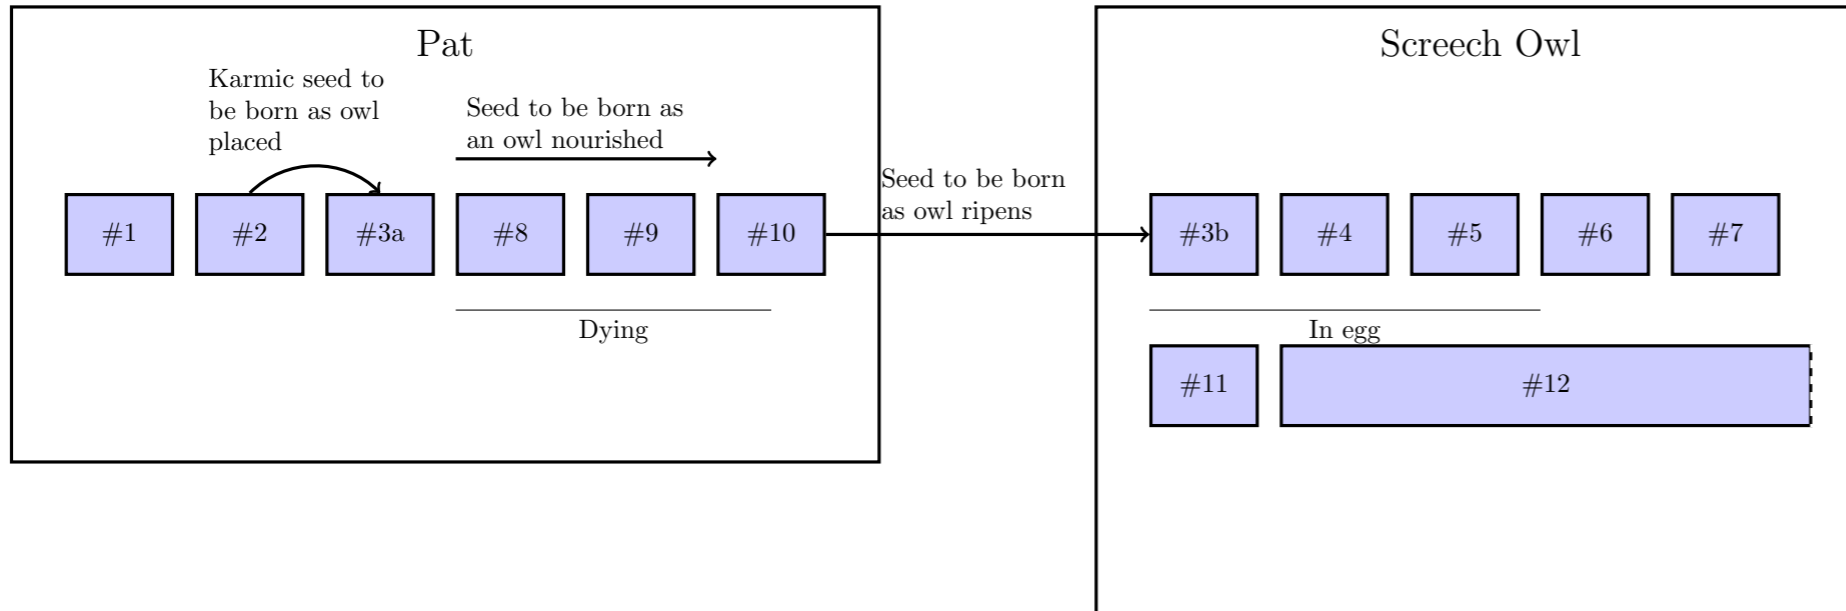 Pat
Karmic seed to
be born as owl
placed
Seed to be born as
an owl nourished
#1
#2
#3a
#8
#9
#10
Dying
Seed to be born
as owl ripens
Screech Owl
#3b
#4
#5
#6
#7
In egg
#11
#12